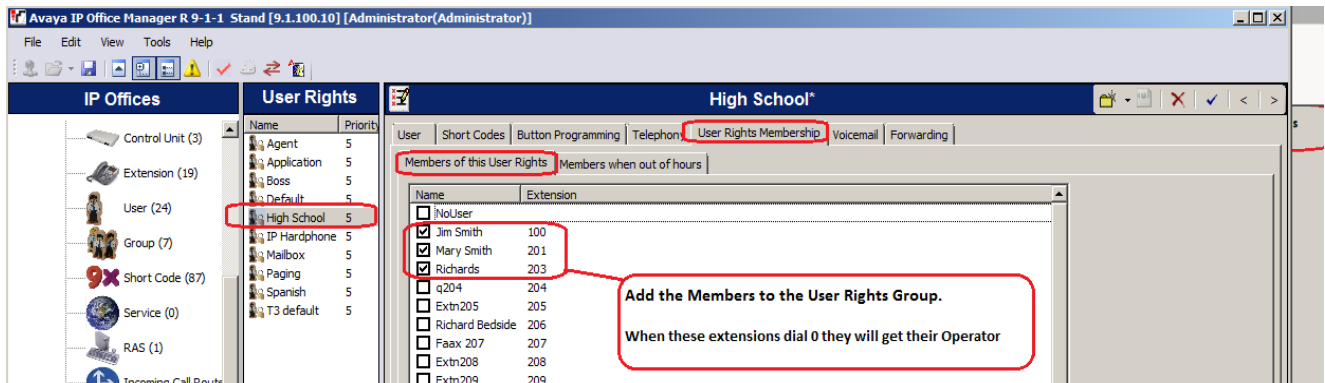 Avaya IP Office Manager R 9-1-1 Stand [9.1.100.10] [Administrator(Administrator)]
File Edit View Tools Help
IP Offices
User Rights
High School*
Control Unit (3)
Extension (19)
User (24)
Group (7)
Short Code (87)
Service (0)
RAS (1)
Incoming Call Route
Name Priority
Agent 5
Application 5
Boss 5
Default 5
High School 5
IP Hardphone 5
Mailbox 5
Paging 5
Spanish 5
T3 default 5
User Short Codes Button Programming Telephony User Rights Membership Voicemail Forwarding
Members of this User Rights Members when out of hours
Name Extension
NoUser
Jim Smith 100
Mary Smith 201
Richards 203
q204 204
Extn205 205
Richard Bedside 206
Faax 207 207
Extn208 208
Extn209 209
Add the Members to the User Rights Group.
When these extensions dial 0 they will get their Operator
s